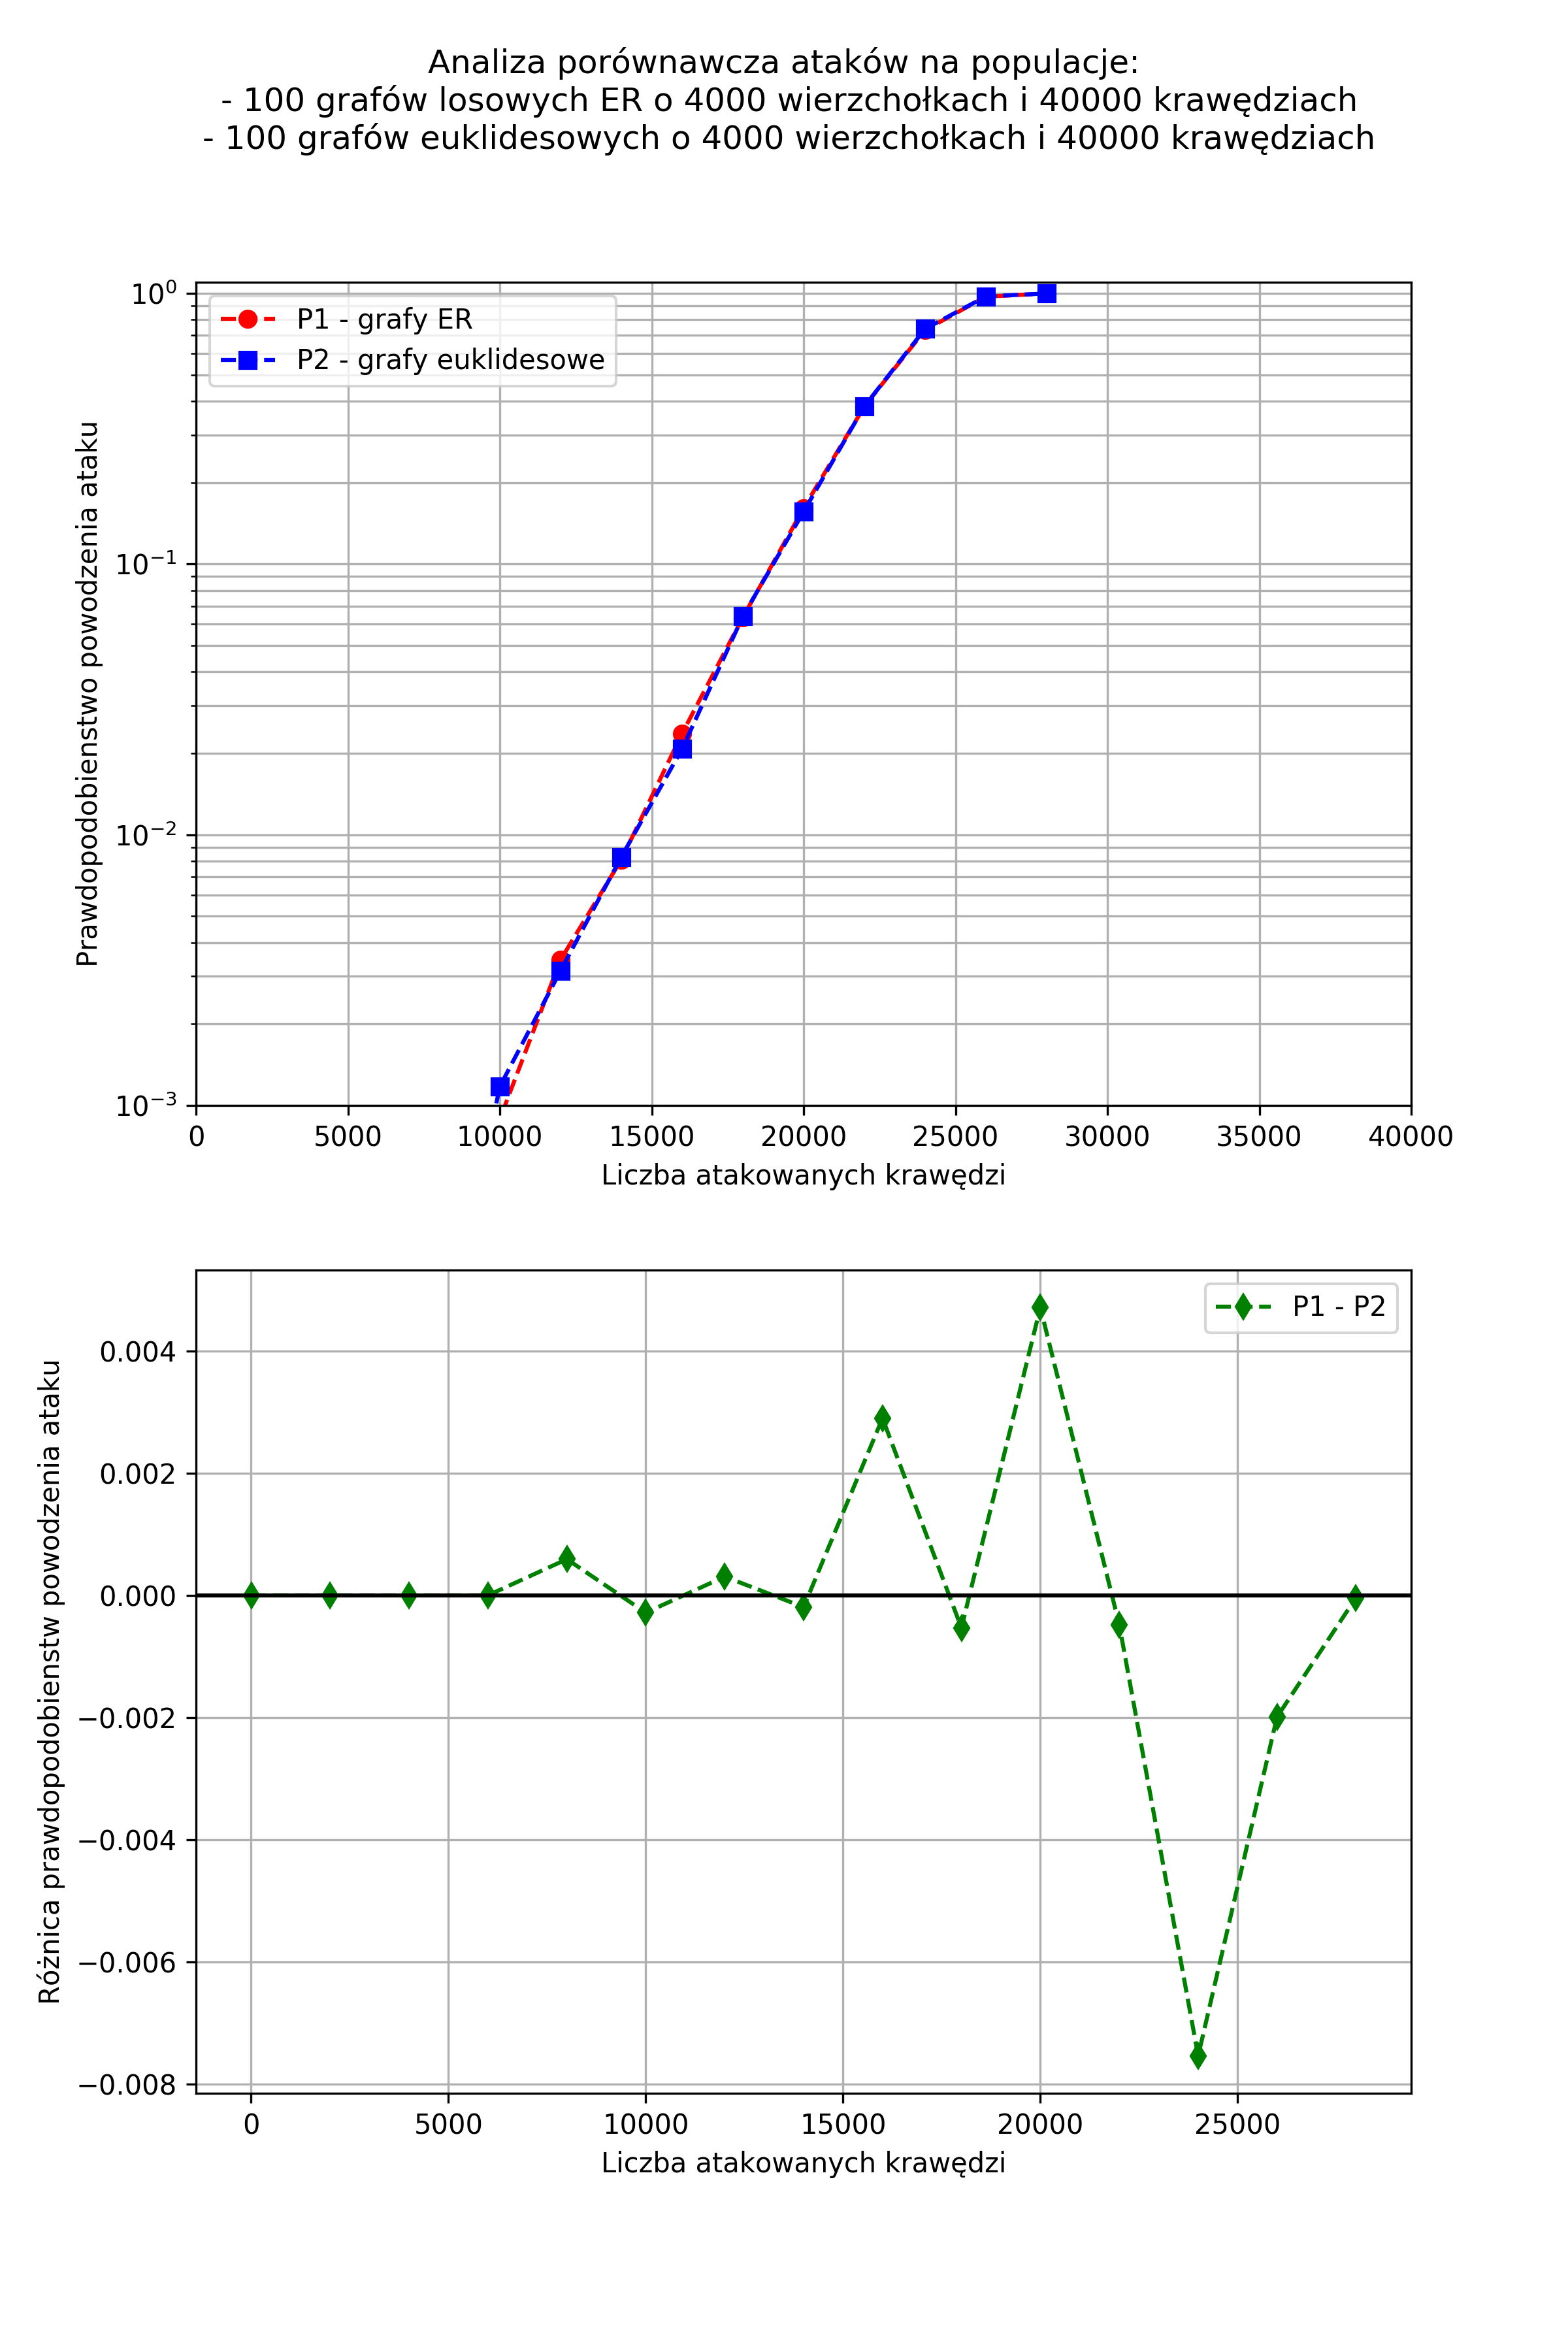 Analiza porównawcza ataków na populacje:
- 100 grafów losowych ER o 4000 wierzchołkach i 40000 krawędziach
- 100 grafów euklidesowych o 4000 wierzchołkach i 40000 krawędziach
P1 - grafy ER
P2 - grafy euklidesowe
Prawdopodobienstwo powodzenia ataku
10⁰
10⁻¹
10⁻²
10⁻³
0 5000 10000 15000 20000 25000 30000 35000 40000
Liczba atakowanych krawędzi
P1 - P2
Różnica prawdopodobienstw powodzenia ataku
0.004
0.002
0.000
−0.002
−0.004
−0.006
−0.008
0 5000 10000 15000 20000 25000
Liczba atakowanych krawędzi